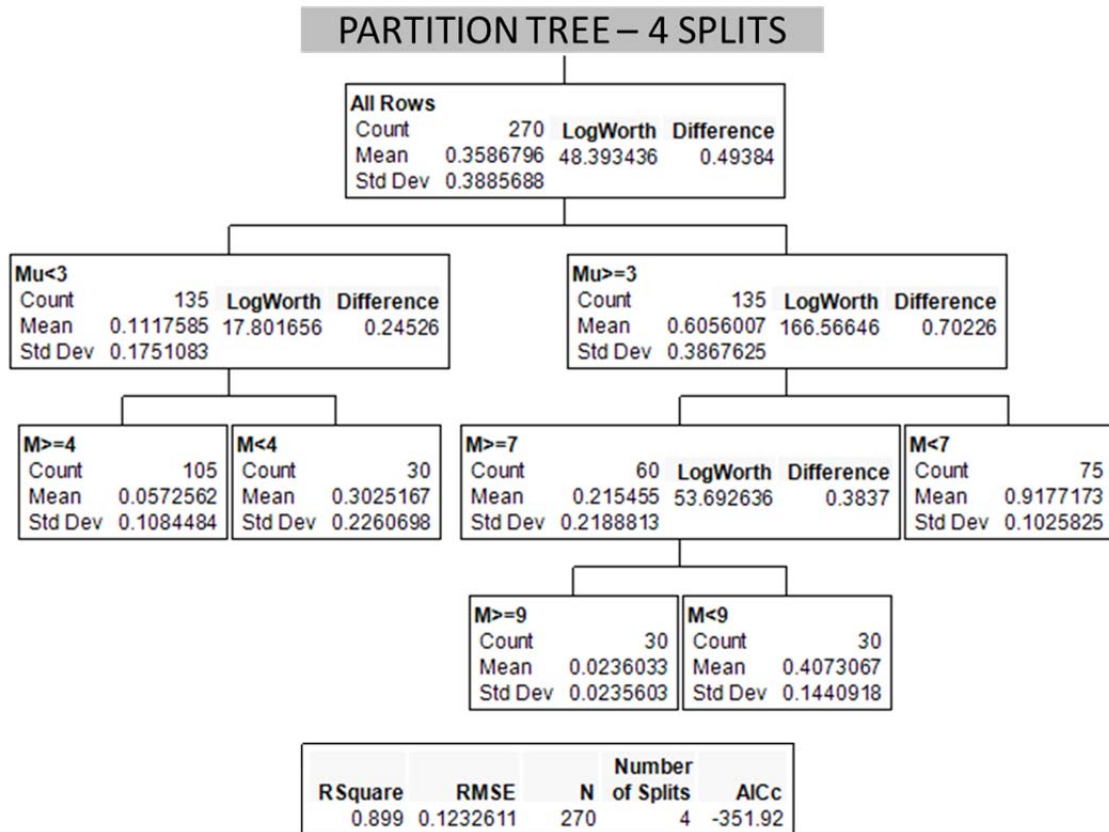 PARTITION TREE – 4 SPLITS
All Rows
Count 270 LogWorth Difference
Mean 0.3586796 48.393436 0.49384
Std Dev 0.3885688
Mu<3
Count 135 LogWorth Difference
Mean 0.1117585 17.801656 0.24526
Std Dev 0.1751083
Mu>=3
Count 135 LogWorth Difference
Mean 0.6056007 166.56646 0.70226
Std Dev 0.3867625
M>=4
Count 105
Mean 0.0572562
Std Dev 0.1084484
M<4
Count 30
Mean 0.3025167
Std Dev 0.2260698
M>=7
Count 60 LogWorth Difference
Mean 0.215455 53.692636 0.3837
Std Dev 0.2188813
M<7
Count 75
Mean 0.9177173
Std Dev 0.1025825
M>=9
Count 30
Mean 0.0236033
Std Dev 0.0235603
M<9
Count 30
Mean 0.4073067
Std Dev 0.1440918
Number
RSquare RMSE N of Splits AICc
0.899 0.1232611 270 4 -351.92